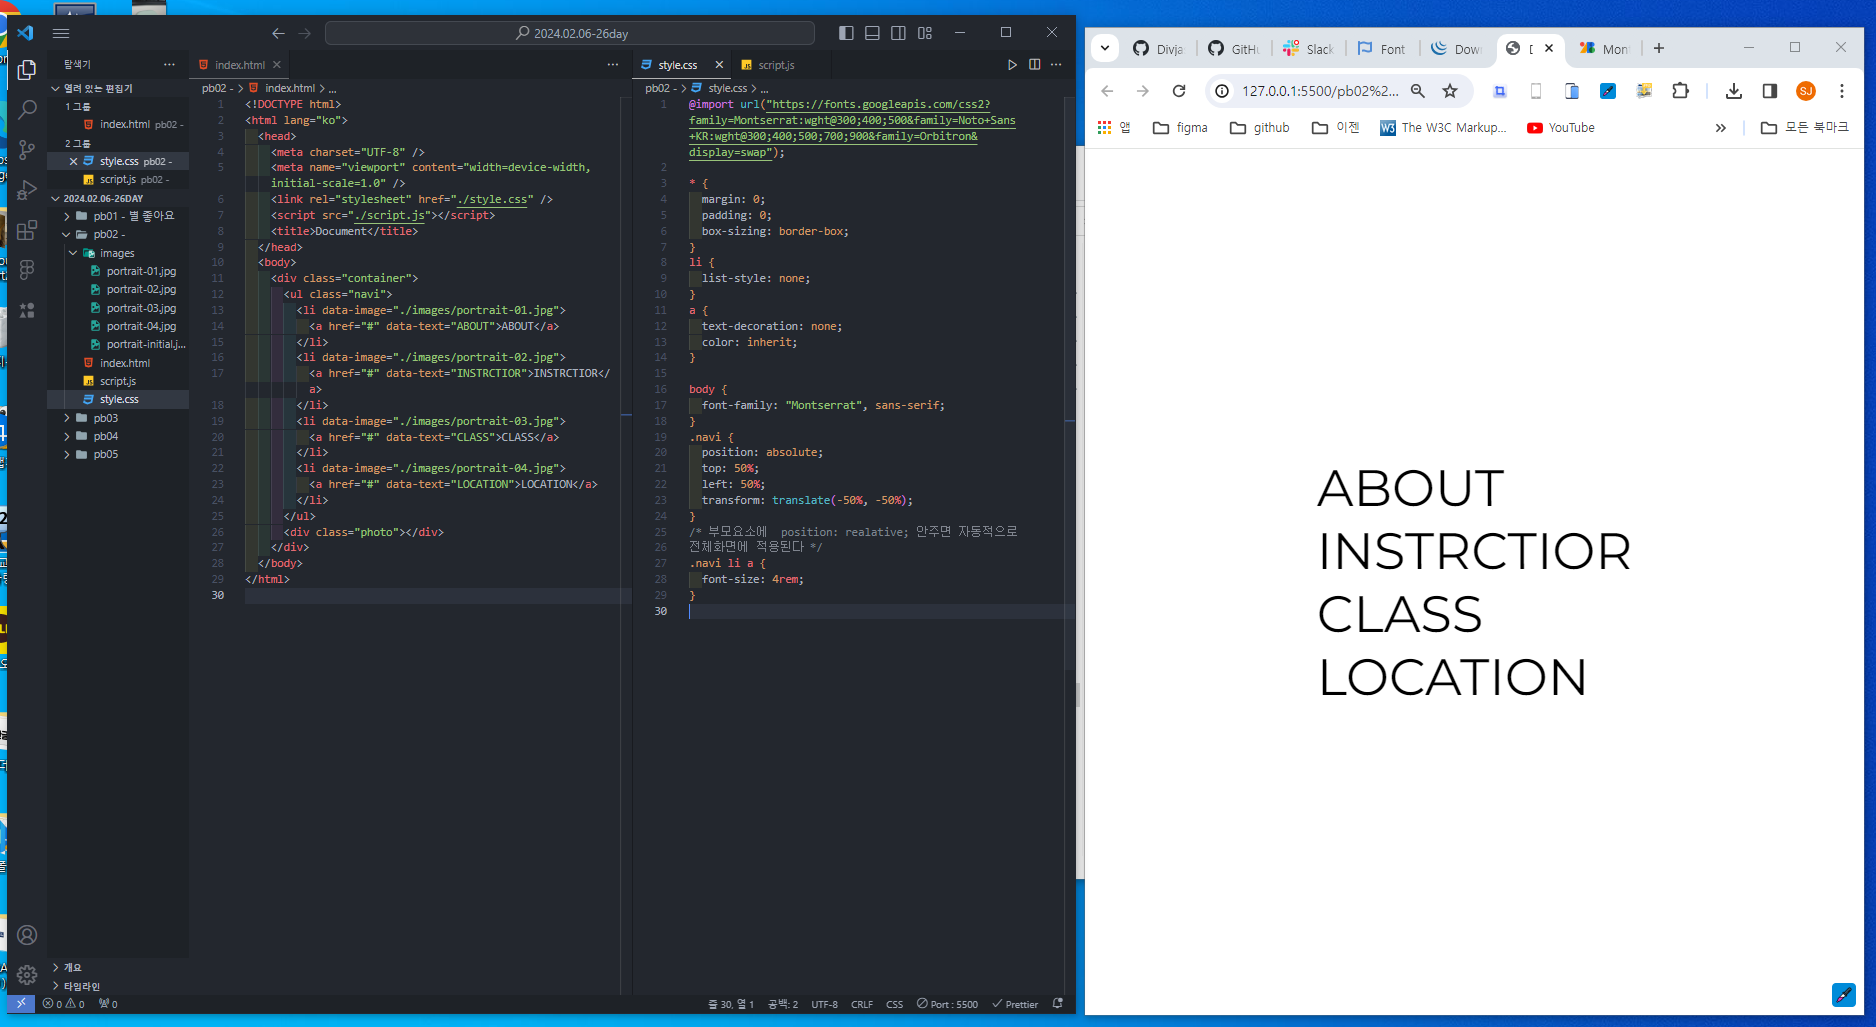 2024.02.06-26day
탐색기
열려 있는 편집기
1 그룹
index.html pb02 -
2 그룹
style.css pb02 -
script.js pb02 -
2024.02.06-26DAY
pb01 - 별 좋아요
pb02 -
images
portrait-01.jpg
portrait-02.jpg
portrait-03.jpg
portrait-04.jpg
portrait-initial.j...
index.html
script.js
style.css
pb03
pb04
pb05
개요
타임라인
index.html
pb02 - > index.html > ...
1 <!DOCTYPE html>
2 <html lang="ko">
3 <head>
4 <meta charset="UTF-8" />
5 <meta name="viewport" content="width=device-width,
initial-scale=1.0" />
6 <link rel="stylesheet" href="./style.css" />
7 <script src="./script.js"></script>
8 <title>Document</title>
9 </head>
10 <body>
11 <div class="container">
12 <ul class="navi">
13 <li data-image="./images/portrait-01.jpg">
14 <a href="#" data-text="ABOUT">ABOUT</a>
15 </li>
16 <li data-image="./images/portrait-02.jpg">
17 <a href="#" data-text="INSTRCTIOR">INSTRCTIOR</
a>
18 </li>
19 <li data-image="./images/portrait-03.jpg">
20 <a href="#" data-text="CLASS">CLASS</a>
21 </li>
22 <li data-image="./images/portrait-04.jpg">
23 <a href="#" data-text="LOCATION">LOCATION</a>
24 </li>
25 </ul>
26 <div class="photo"></div>
27 </div>
28 </body>
29 </html>
30
style.css
script.js
pb02 - > style.css > ...
1 @import url("https://fonts.googleapis.com/css2?
family=Montserrat:wght@300;400;500&family=Noto+Sans
+KR:wght@300;400;500;700;900&family=Orbitron&
display=swap");
2
3 * {
4 margin: 0;
5 padding: 0;
6 box-sizing: border-box;
7 }
8 li {
9 list-style: none;
10 }
11 a {
12 text-decoration: none;
13 color: inherit;
14 }
15
16 body {
17 font-family: "Montserrat", sans-serif;
18 }
19 .navi {
20 position: absolute;
21 top: 50%;
22 left: 50%;
23 transform: translate(-50%, -50%);
24 }
25 /* 부모요소에 position: realative; 안주면 자동적으로
26 전체화면에 적용된다 */
27 .navi li a {
28 font-size: 4rem;
29 }
30
0 0 0
줄 30, 열 1 공백: 2 UTF-8 CRLF CSS Port : 5500 Prettier
Divja GitHu Slack Font Dow D Mont
127.0.0.1:5500/pb02%2...
SJ
앱 figma github 이젠 The W3C Markup... YouTube » 모든 북마크
ABOUT
INSTRCTIOR
CLASS
LOCATION